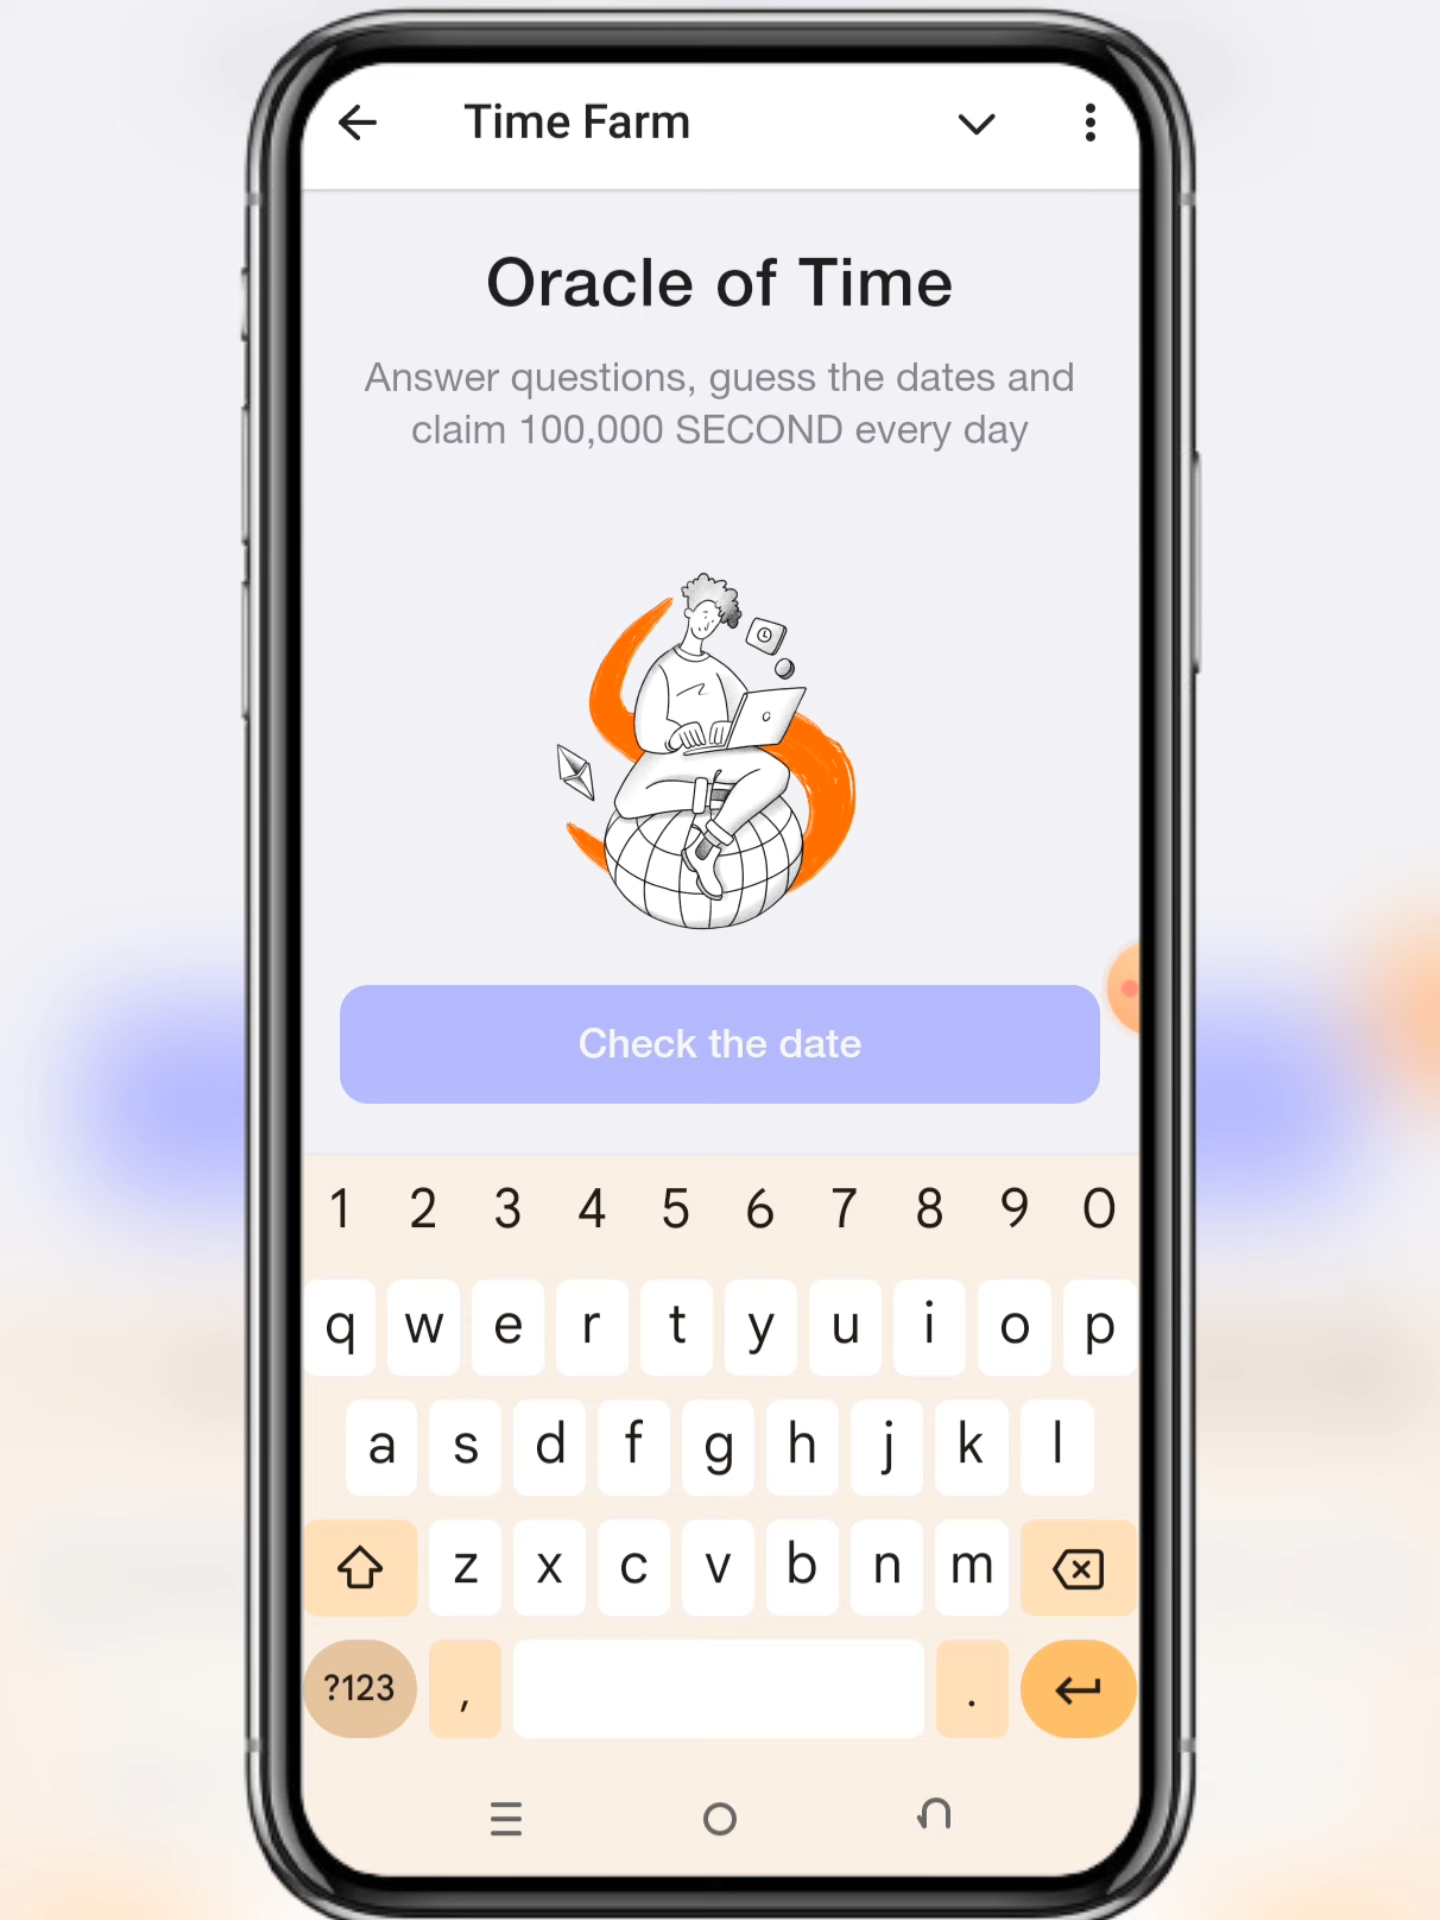 Time Farm
Oracle of Time
Answer questions, guess the dates and
claim 100,000 SECOND every day
Check the date
1 2 3 4 5 6 7 8 9 0
q w e r t y u i o p
a s d f g h j k l
z x c v b n m
?123 , .